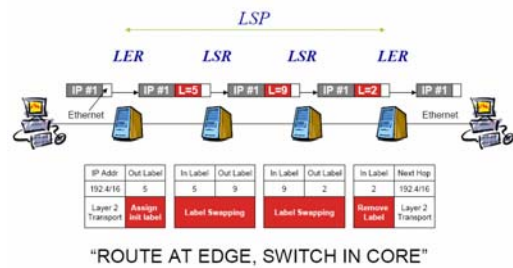 LSP
LER LSR LSR LER
IP #1 IP #1 L=5 IP #1 L=9 IP #1 L=2 IP #1
Ethernet Ethernet
IP Addr Out Label In Label Out Label In Label Out Label In Label Next Hop
192.4/16 5 5 9 9 2 2 192.4/16
Layer 2 Transport Assign init label Label Swapping Label Swapping Remove Label Layer 2 Transport
"ROUTE AT EDGE, SWITCH IN CORE"